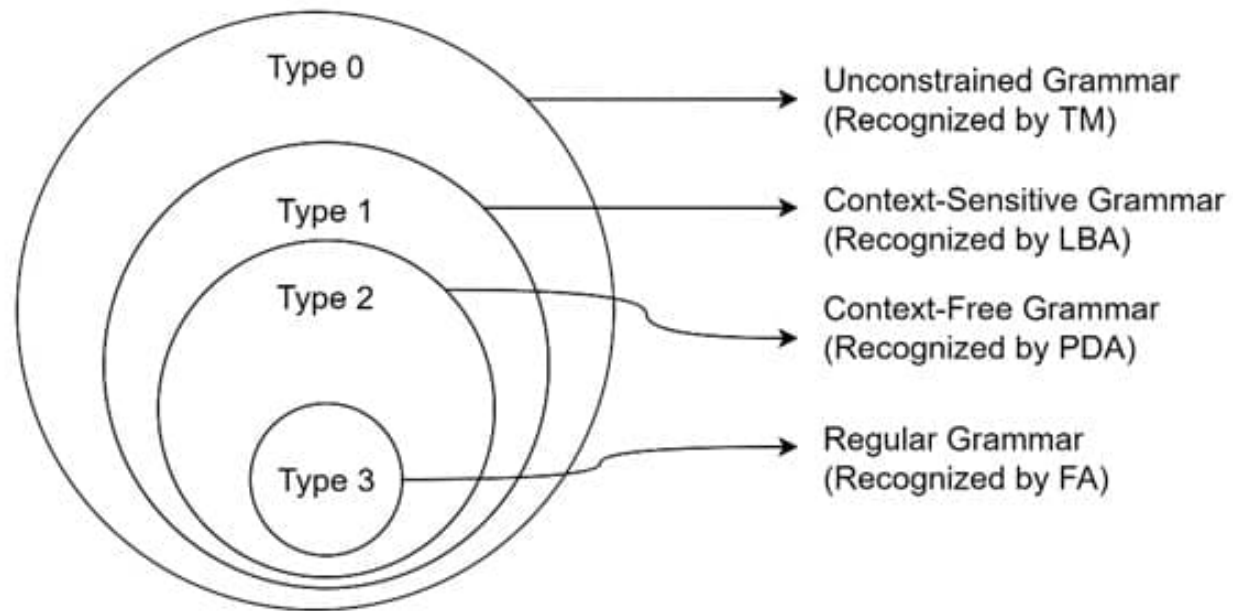 Type 0
Unconstrained Grammar
(Recognized by TM)
Type 1
Context-Sensitive Grammar
(Recognized by LBA)
Type 2
Context-Free Grammar
(Recognized by PDA)
Type 3
Regular Grammar
(Recognized by FA)